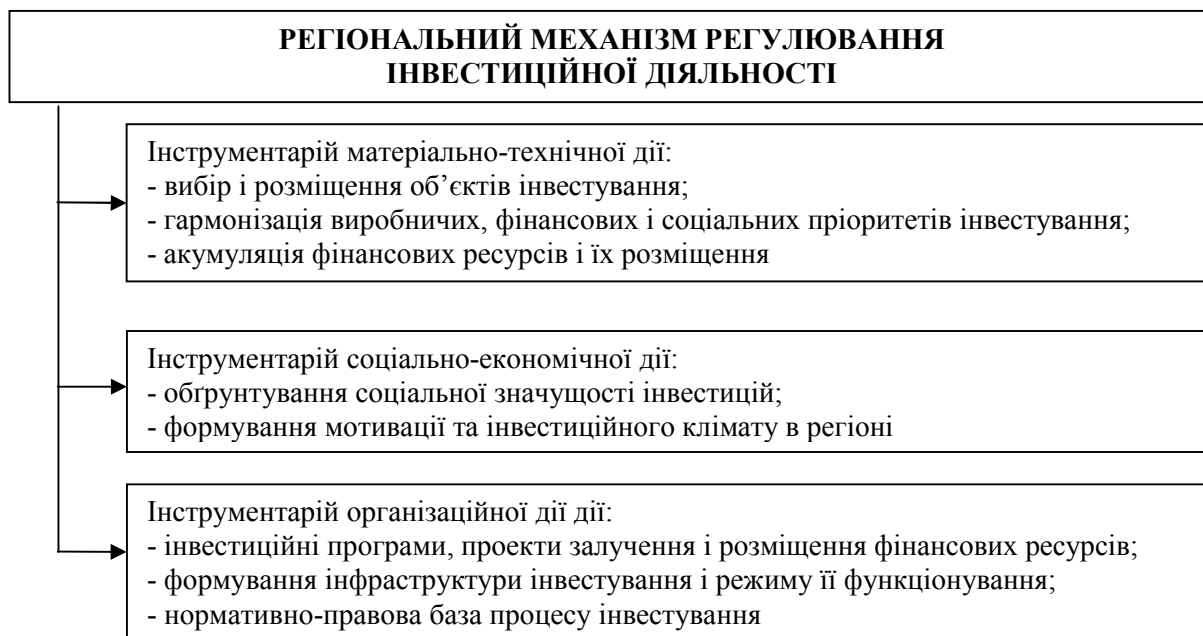 РЕГІОНАЛЬНИЙ МЕХАНІЗМ РЕГУЛЮВАННЯ
ІНВЕСТИЦІЙНОЇ ДІЯЛЬНОСТІ
Інструментарій матеріально-технічної дії:
- вибір і розміщення об’єктів інвестування;
- гармонізація виробничих, фінансових і соціальних пріоритетів інвестування;
- акумуляція фінансових ресурсів і їх розміщення
Інструментарій соціально-економічної дії:
- обґрунтування соціальної значущості інвестицій;
- формування мотивації та інвестиційного клімату в регіоні
Інструментарій організаційної дії дії:
- інвестиційні програми, проекти залучення і розміщення фінансових ресурсів;
- формування інфраструктури інвестування і режиму її функціонування;
- нормативно-правова база процесу інвестування